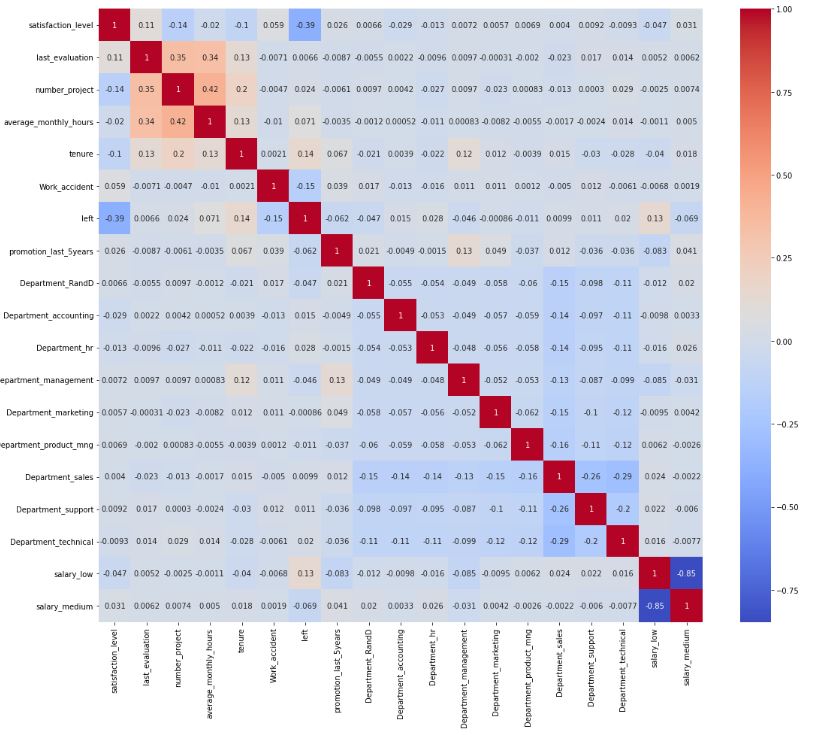 satisfaction_level 1 0.11 -0.14 -0.02 -0.1 0.059 -0.39 0.026 0.0066 -0.029 -0.013 0.0072 0.0057 0.0069 0.004 0.0092 -0.0093 -0.047 0.031
last_evaluation 0.11 1 0.35 0.34 0.13 -0.0071 0.0066 -0.0087 -0.0055 0.0022 -0.0096 0.0097 -0.00031 -0.002 -0.023 0.017 0.014 0.0052 0.0062
number_project -0.14 0.35 1 0.42 0.2 -0.0047 0.024 -0.0061 0.0097 0.0042 -0.027 0.0097 -0.023 0.00083 -0.013 0.0003 0.029 -0.0025 0.0074
average_monthly_hours -0.02 0.34 0.42 1 0.13 -0.01 0.071 -0.0035 -0.0012 0.00052 -0.011 0.00083 -0.0082 -0.0055 -0.0017 -0.0024 0.014 -0.0011 0.005
tenure -0.1 0.13 0.2 0.13 1 0.0021 0.14 0.067 -0.021 0.0039 -0.022 0.12 0.012 -0.0039 0.015 -0.03 -0.028 -0.04 0.018
Work_accident 0.059 -0.0071 -0.0047 -0.01 0.0021 1 -0.15 0.039 0.017 -0.013 -0.016 0.011 0.011 0.0012 -0.005 0.012 -0.0061 -0.0068 0.0019
left -0.39 0.0066 0.024 0.071 0.14 -0.15 1 -0.062 -0.047 0.015 0.028 -0.046 -0.00086 -0.011 0.0099 0.011 0.02 0.13 -0.069
promotion_last_5years 0.026 -0.0087 -0.0061 -0.0035 0.067 0.039 -0.062 1 0.021 -0.0049 -0.0015 0.13 0.049 -0.037 0.012 -0.036 -0.036 -0.083 0.041
Department_RandD 0.0066 -0.0055 0.0097 -0.0012 -0.021 0.017 -0.047 0.021 1 -0.055 -0.054 -0.049 -0.058 -0.06 -0.15 -0.098 -0.11 -0.012 0.02
Department_accounting -0.029 0.0022 0.0042 0.00052 0.0039 -0.013 0.015 -0.0049 -0.055 1 -0.053 -0.049 -0.057 -0.059 -0.14 -0.097 -0.11 -0.0098 0.0033
Department_hr -0.013 -0.0096 -0.027 -0.011 -0.022 -0.016 0.028 -0.0015 -0.054 -0.053 1 -0.048 -0.056 -0.058 -0.14 -0.095 -0.11 -0.016 0.026
epartment_management 0.0072 0.0097 0.0097 0.00083 0.12 0.011 -0.046 0.13 -0.049 -0.049 -0.048 1 -0.052 -0.053 -0.13 -0.087 -0.099 -0.085 -0.031
Department_marketing 0.0057 -0.00031 -0.023 -0.0082 0.012 0.011 -0.00086 0.049 -0.058 -0.057 -0.056 -0.052 1 -0.062 -0.15 -0.1 -0.12 -0.0095 0.0042
epartment_product_mng 0.0069 -0.002 0.00083 -0.0055 -0.0039 0.0012 -0.011 -0.037 -0.06 -0.059 -0.058 -0.053 -0.062 1 -0.16 -0.11 -0.12 0.0062 -0.0026
Department_sales 0.004 -0.023 -0.013 -0.0017 0.015 -0.005 0.0099 0.012 -0.15 -0.14 -0.14 -0.13 -0.15 -0.16 1 -0.26 -0.29 0.024 -0.0022
Department_support 0.0092 0.017 0.0003 -0.0024 -0.03 0.012 0.011 -0.036 -0.098 -0.097 -0.095 -0.087 -0.1 -0.11 -0.26 1 -0.2 0.022 -0.006
Department_technical -0.0093 0.014 0.029 0.014 -0.028 -0.0061 0.02 -0.036 -0.11 -0.11 -0.11 -0.099 -0.12 -0.12 -0.29 -0.2 1 0.016 -0.0077
salary_low -0.047 0.0052 -0.0025 -0.0011 -0.04 -0.0068 0.13 -0.083 -0.012 -0.0098 -0.016 -0.085 -0.0095 0.0062 0.024 0.022 0.016 1 -0.85
salary_medium 0.031 0.0062 0.0074 0.005 0.018 0.0019 -0.069 0.041 0.02 0.0033 0.026 -0.031 0.0042 -0.0026 -0.0022 -0.006 -0.0077 -0.85 1
satisfaction_level
last_evaluation
number_project
average_monthly_hours
tenure
Work_accident
left
promotion_last_5years
Department_RandD
Department_accounting
Department_hr
Department_management
Department_marketing
Department_product_mng
Department_sales
Department_support
Department_technical
salary_low
salary_medium
1.00
0.75
0.50
0.25
0.00
−0.25
−0.50
−0.75